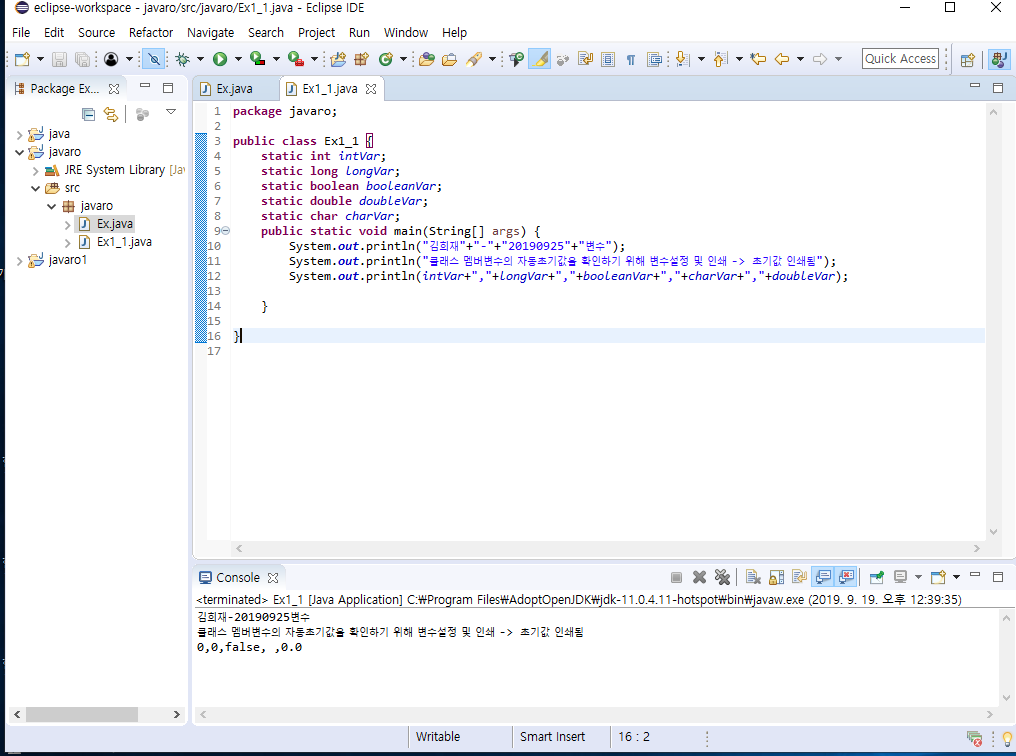 eclipse-workspace - javaro/src/javaro/Ex1_1.java - Eclipse IDE
File Edit Source Refactor Navigate Search Project Run Window Help
Quick Access
Package Ex...
java
javaro
JRE System Library [Jav
src
javaro
Ex.java
Ex1_1.java
javaro1
Ex.java Ex1_1.java
1 package javaro;
2
3 public class Ex1_1 {
4 static int intVar;
5 static long longVar;
6 static boolean booleanVar;
7 static double doubleVar;
8 static char charVar;
9 public static void main(String[] args) {
10 System.out.println("김희재"+"-"+"20190925"+"변수");
11 System.out.println("클래스 멤버변수의 자동초기값을 확인하기 위해 변수설정 및 인쇄 -> 초기값 인쇄됨");
12 System.out.println(intVar+","+longVar+","+booleanVar+","+charVar+","+doubleVar);
13
14 }
15
16 }
17
Console
<terminated> Ex1_1 [Java Application] C:₩Program Files₩AdoptOpenJDK₩jdk-11.0.4.11-hotspot₩bin₩javaw.exe (2019. 9. 19. 오후 12:39:35)
김희재-20190925변수
클래스 멤버변수의 자동초기값을 확인하기 위해 변수설정 및 인쇄 -> 초기값 인쇄됨
0,0,false, ,0.0
Writable Smart Insert 16 : 2